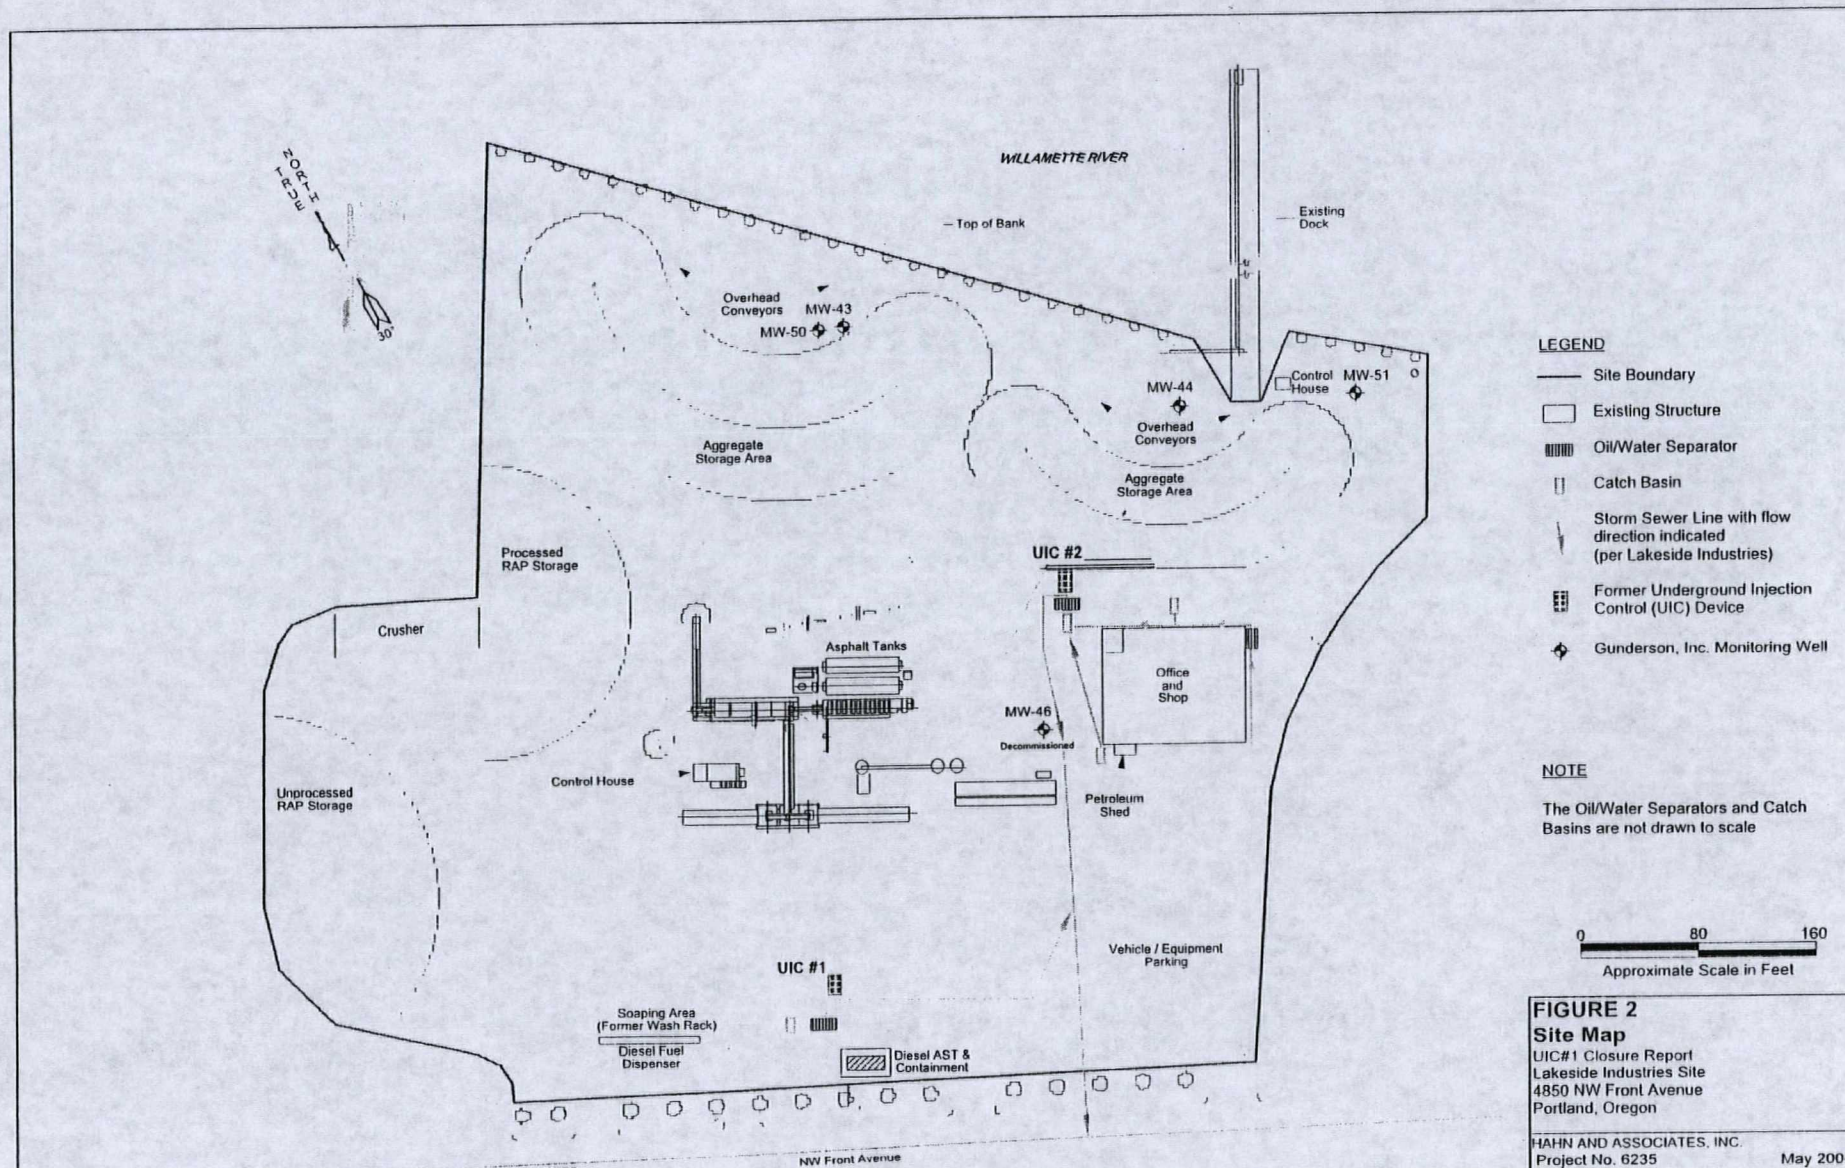 TRUE
NORTH
30°
WILLAMETTE RIVER
Top of Bank
Existing
Dock
Overhead
Conveyors
MW-43
MW-50
Control
House
MW-51
MW-44
Overhead
Conveyors
Aggregate
Storage Area
Aggregate
Storage Area
Processed
RAP Storage
UIC #2
Crusher
Asphalt Tanks
Office
and
Shop
MW-46
Decommissioned
Control House
Unprocessed
RAP Storage
Petroleum
Shed
Vehicle / Equipment
Parking
UIC #1
Soaping Area
(Former Wash Rack)
Diesel Fuel
Dispenser
Diesel AST &
Containment
NW Front Avenue
LEGEND
Site Boundary
Existing Structure
Oil/Water Separator
Catch Basin
Storm Sewer Line with flow
direction indicated
(per Lakeside Industries)
Former Underground Injection
Control (UIC) Device
Gunderson, Inc. Monitoring Well
NOTE
The Oil/Water Separators and Catch
Basins are not drawn to scale
0 80 160
Approximate Scale in Feet
FIGURE 2
Site Map
UIC#1 Closure Report
Lakeside Industries Site
4850 NW Front Avenue
Portland, Oregon
HAHN AND ASSOCIATES, INC.
Project No. 6235 May 200